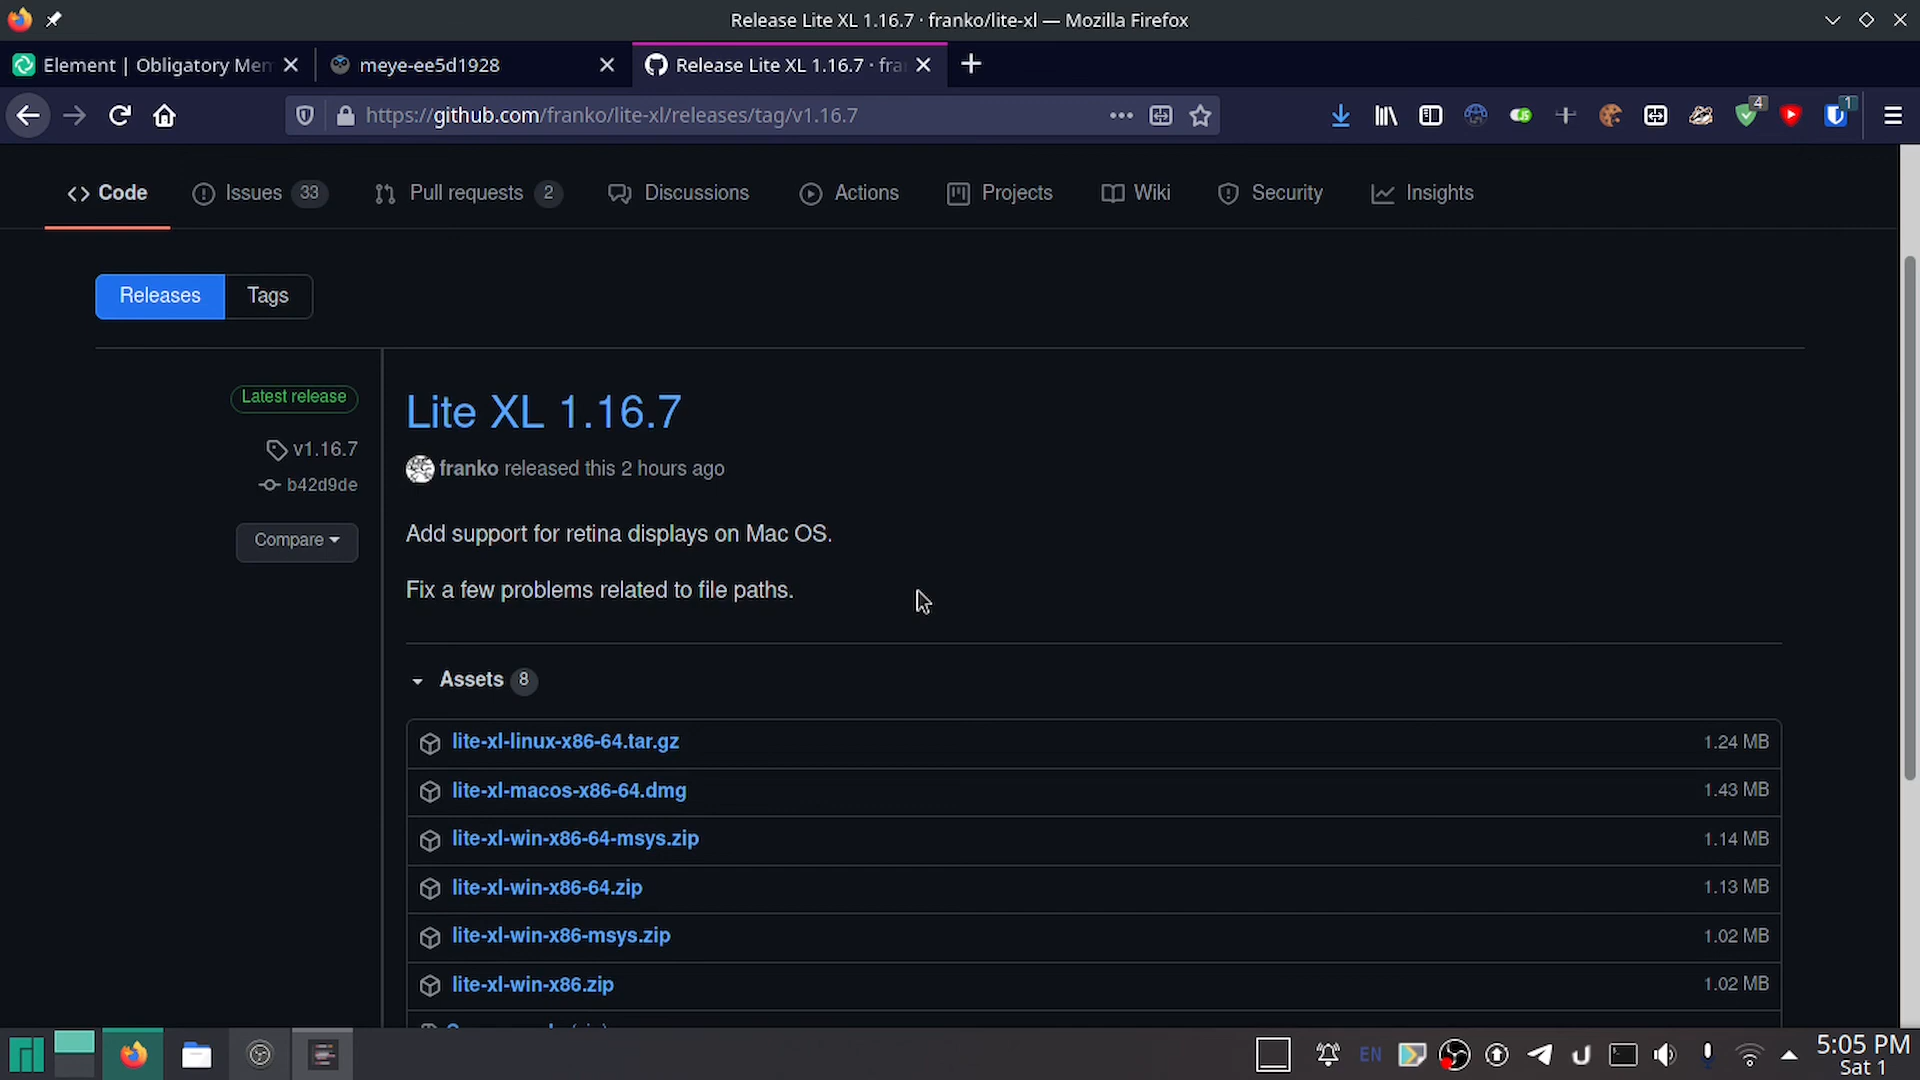 Release Lite XL 1.16.7 · franko/lite-xl — Mozilla Firefox
Element | Obligatory Mem
meye-ee5d1928
Release Lite XL 1.16.7 · fra
https://github.com/franko/lite-xl/releases/tag/v1.16.7
4
1
Code
Issues 33
Pull requests 2
Discussions
Actions
Projects
Wiki
Security
Insights
Releases
Tags
Latest release
v1.16.7
b42d9de
Compare
Lite XL 1.16.7
franko released this 2 hours ago
Add support for retina displays on Mac OS.
Fix a few problems related to file paths.
Assets 8
lite-xl-linux-x86-64.tar.gz 1.24 MB
lite-xl-macos-x86-64.dmg 1.43 MB
lite-xl-win-x86-64-msys.zip 1.14 MB
lite-xl-win-x86-64.zip 1.13 MB
lite-xl-win-x86-msys.zip 1.02 MB
lite-xl-win-x86.zip 1.02 MB
EN
5:05 PM
Sat 1